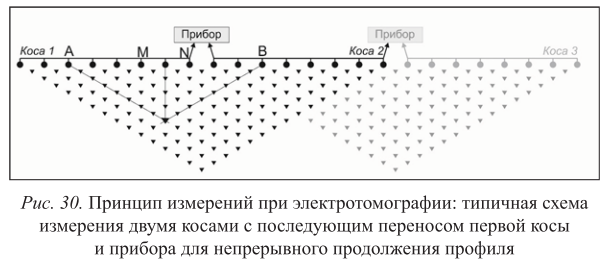 Прибор Прибор
Коса 1 A M N B Коса 2 Коса 3
Рис. 30. Принцип измерений при электротомографии: типичная схема
измерения двумя косами с последующим переносом первой косы
и прибора для непрерывного продолжения профиля